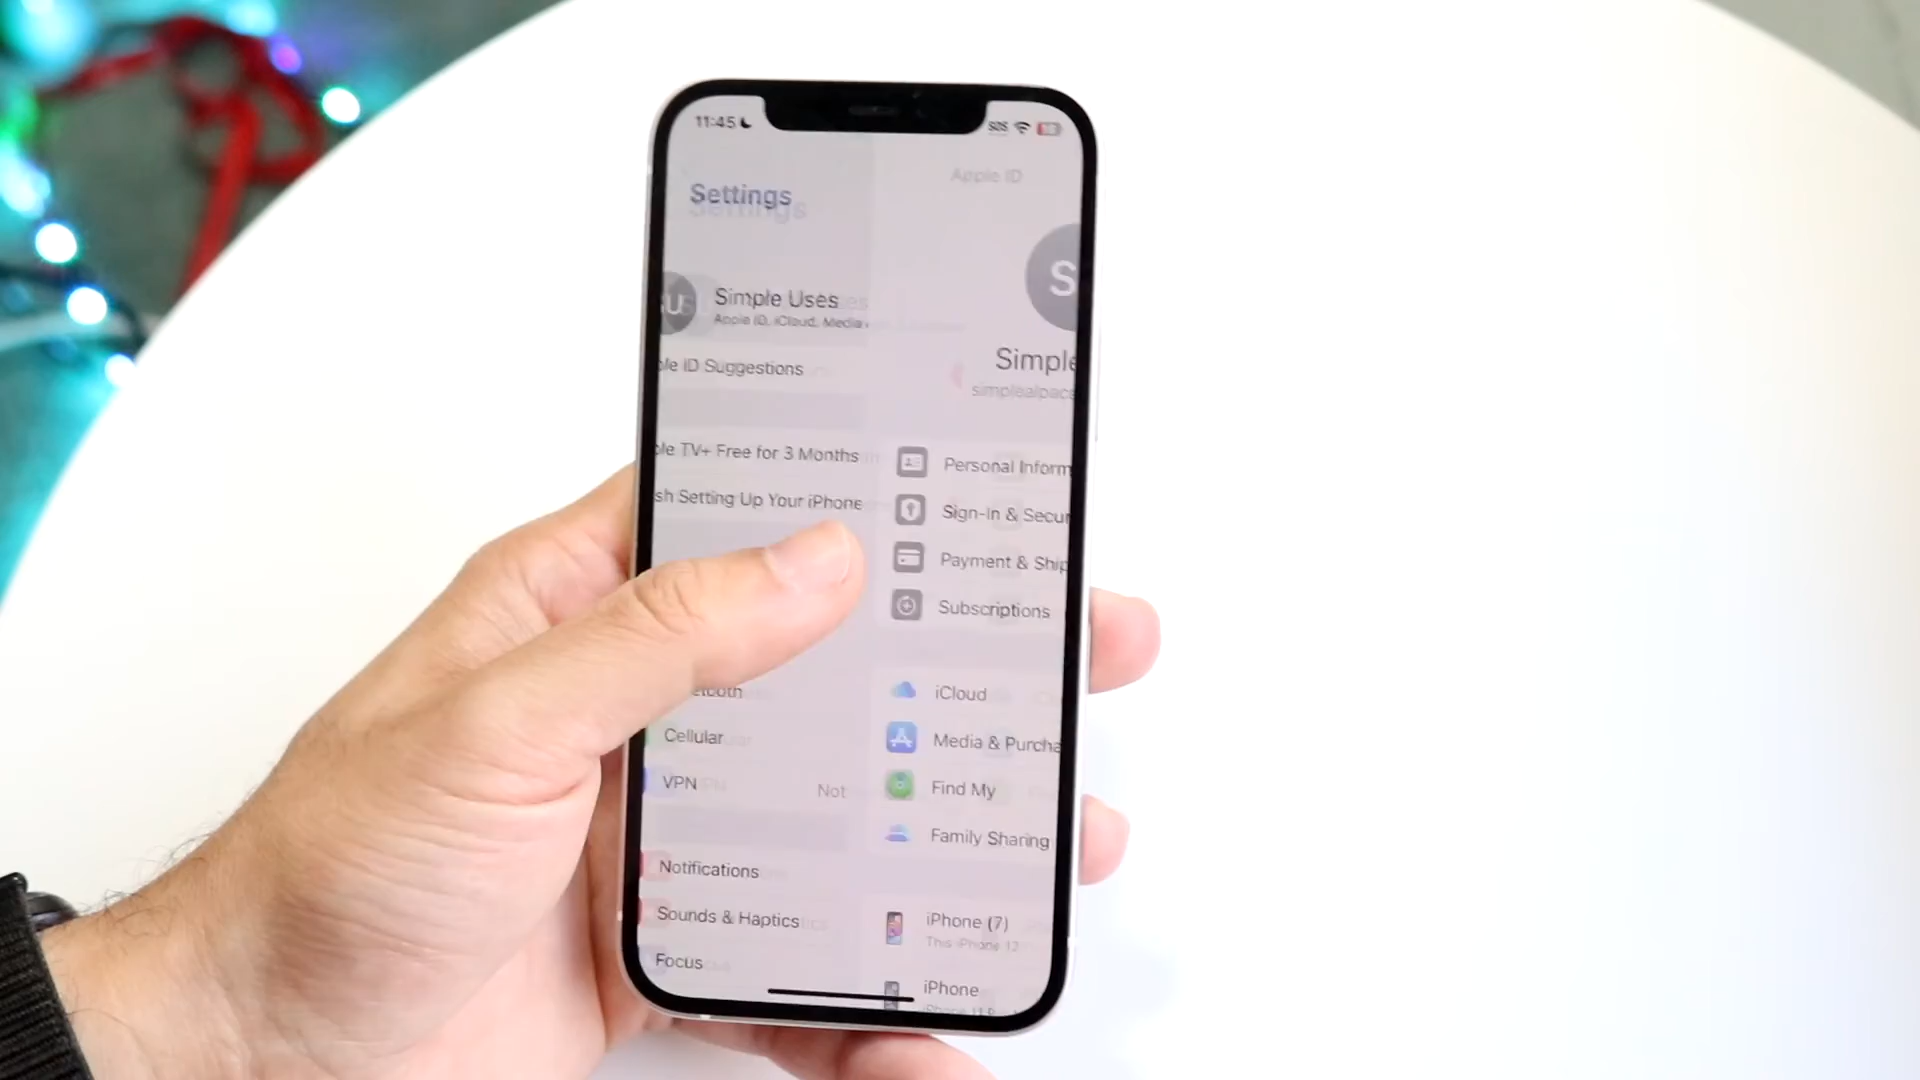 11:45
SOS
Apple ID
Settings
S
SU
Simple Uses
Apple ID, iCloud, Media
Simple
simplealpac
ple ID Suggestions
ple TV+ Free for 3 Months
Personal Inform
sh Setting Up Your iPhone
Sign-In & Secur
Payment & Ship
Subscriptions
etooth
iCloud
Cellular
Media & Purcha
VPN
Not
Find My
Family Sharing
Notifications
Sounds & Haptics
iPhone (7)
This iPhone 12
Focus
iPhone